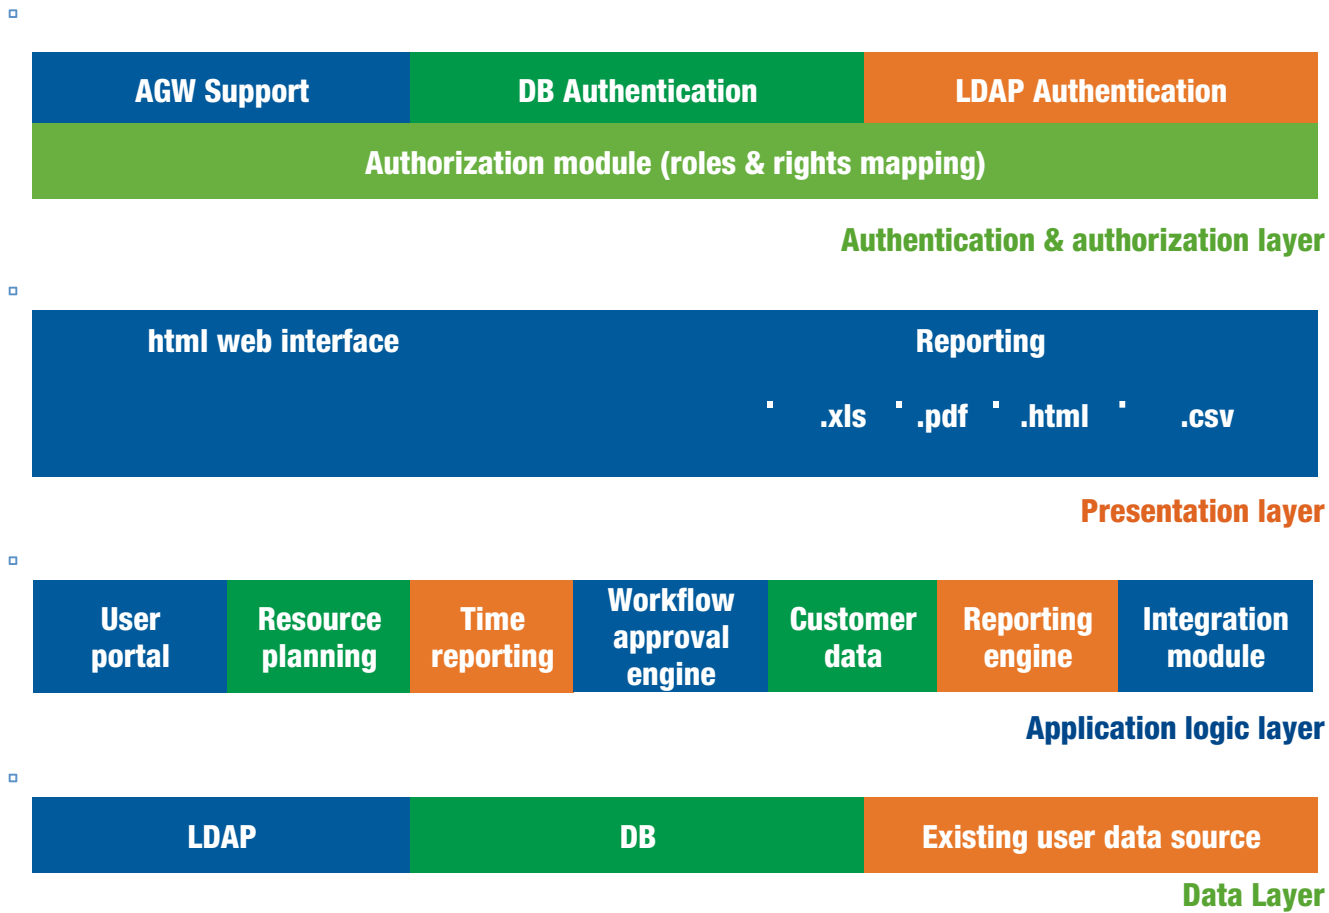 AGW Support
DB Authentication
LDAP Authentication
Authorization module (roles & rights mapping)
Authentication & authorization layer
html web interface
Reporting
.xls
.pdf
.html
.csv
Presentation layer
User
portal
Resource
planning
Time
reporting
Workflow
approval
engine
Customer
data
Reporting
engine
Integration
module
Application logic layer
LDAP
DB
Existing user data source
Data Layer